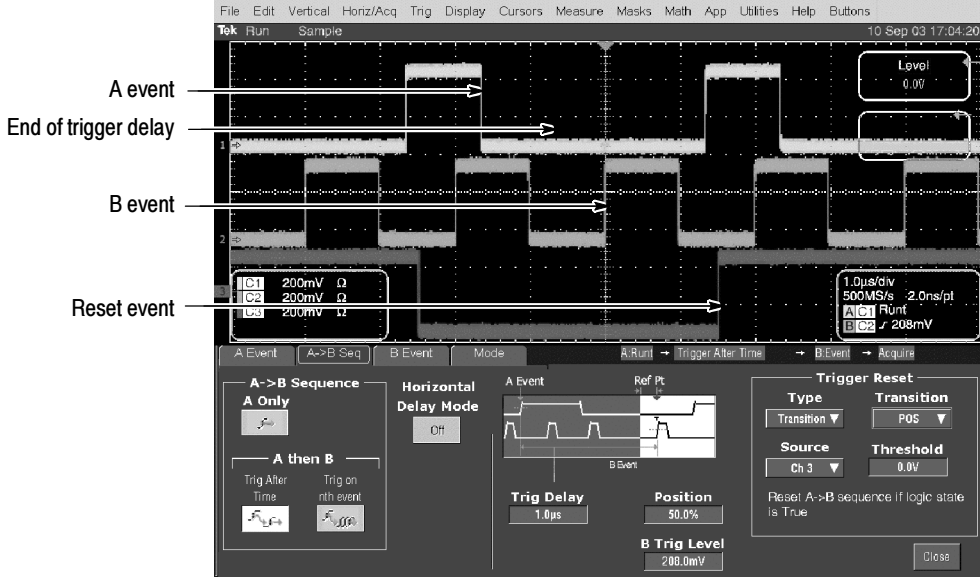 File Edit Vertical Horiz/Acq Trig Display Cursors Measure Masks Math App Utilities Help Buttons
Tek Run Sample 10 Sep 03 17:04:20
Level
0.0V
A event
End of trigger delay
1
B event
2
Reset event
3
C1 200mV Ω
C2 200mV Ω
C3 200mV Ω
1.0µs/div
500MS/s 2.0ns/pt
A C1 Runt
B C2 208mV
A Event A->B Seq B Event Mode A:Runt → Trigger After Time → B:Event → Acquire
A->B Sequence
A Only
A then B
Trig After Time
Trig on nth event
Horizontal
Delay Mode
Off
A Event Ref Pt
T
B Event
Trig Delay
1.0µs
Position
50.0%
B Trig Level
208.0mV
Trigger Reset
Type Transition
Transition POS
Source Threshold
Ch 3 0.0V
Reset A->B sequence if logic state
is True
Close